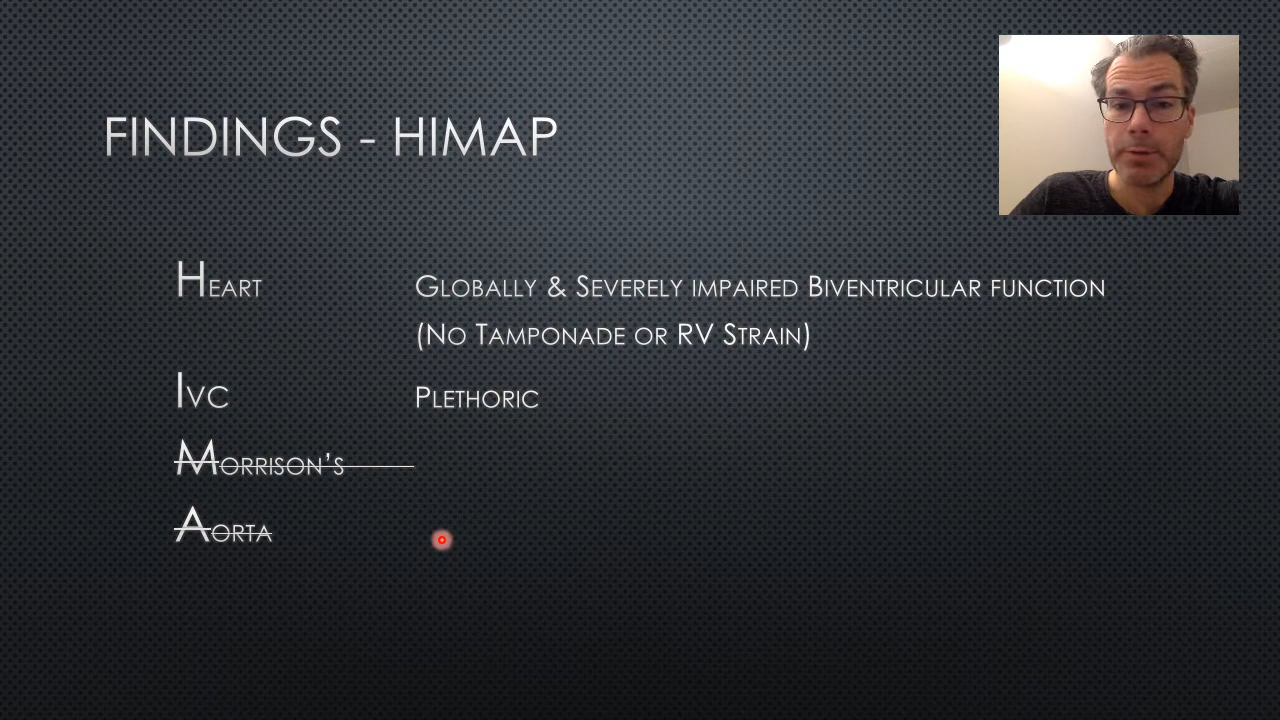 FINDINGS - HIMAP
HEART GLOBALLY & SEVERELY IMPAIRED BIVENTRICULAR FUNCTION
(NO TAMPONADE OR RV STRAIN)
IVC PLETHORIC
MORRISON'S
AORTA